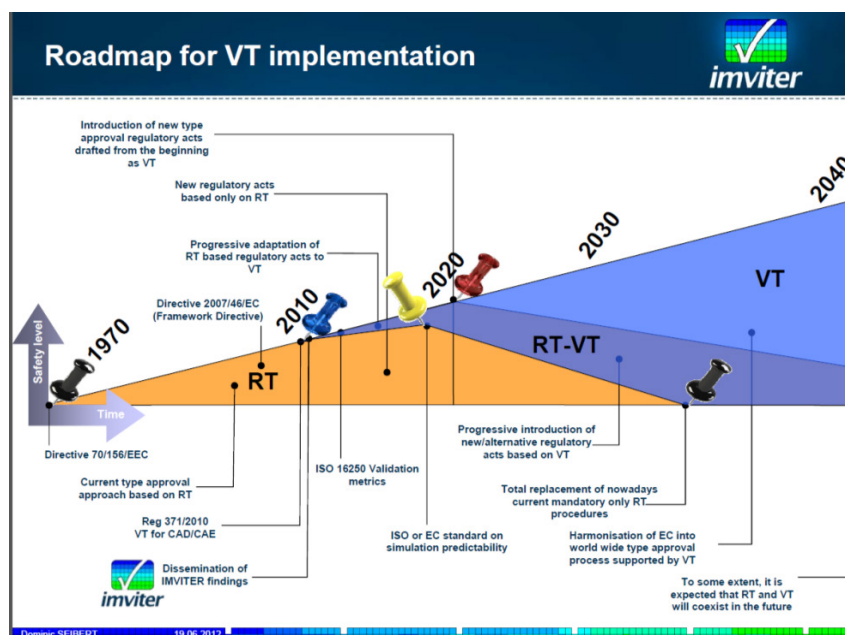 Roadmap for VT implementation
imviter
Introduction of new type
approval regulatory acts
drafted from the beginning
as VT
New regulatory acts
based only on RT
Progressive adaptation of
RT based regulatory acts to
VT
Directive 2007/46/EC
(Framework Directive)
1970
2010
2020
2030
2040
Safety level
Time
RT
RT-VT
VT
Directive 70/156/EEC
Current type approval
approach based on RT
Reg 371/2010
VT for CAD/CAE
Dissemination of
IMVITER findings
ISO 16250 Validation
metrics
ISO or EC standard on
simulation predictability
Progressive introduction of
new/alternative regulatory
acts based on VT
Total replacement of nowadays
current mandatory only RT
procedures
Harmonisation of EC into
world wide type approval
process supported by VT
To some extent, it is
expected that RT and VT
will coexist in the future
imviter
Dominic SEIBERT 19.06.2012